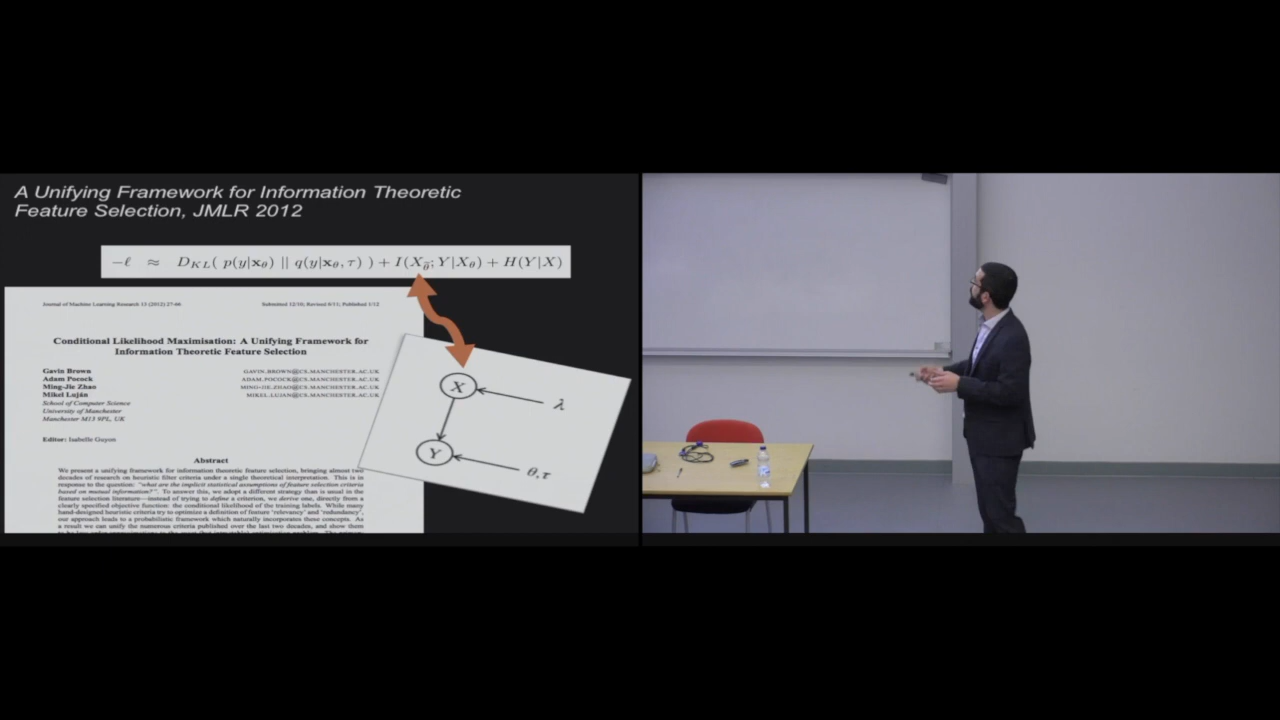 A Unifying Framework for Information Theoretic
Feature Selection, JMLR 2012
−ℓ ≈ D_{KL}( p(y|x_θ) || q(y|x_θ, τ) ) + I(X_{\tilde{θ}}; Y|X_θ) + H(Y|X)
Journal of Machine Learning Research 13 (2012) 27-66
Submitted 12/10; Revised 6/11; Published 1/12
Conditional Likelihood Maximisation: A Unifying Framework for
Information Theoretic Feature Selection
Gavin Brown GAVIN.BROWN@CS.MANCHESTER.AC.UK
Adam Pocock ADAM.POCOCK@CS.MANCHESTER.AC.UK
Ming-Jie Zhao MING-JIE.ZHAO@CS.MANCHESTER.AC.UK
Mikel Luján MIKEL.LUJAN@CS.MANCHESTER.AC.UK
School of Computer Science
University of Manchester
Manchester M13 9PL, UK
Editor: Isabelle Guyon
Abstract
We present a unifying framework for information theoretic feature selection, bringing almost two
decades of research on heuristic filter criteria under a single theoretical interpretation. This is in
response to the question: "what are the implicit statistical assumptions of feature selection criteria
based on mutual information?". To answer this, we adopt a different strategy than is usual in the
feature selection literature—instead of trying to define a criterion, we derive one, directly from a
clearly specified objective function: the conditional likelihood of the training labels. While many
hand-designed heuristic criteria try to optimize a definition of feature 'relevancy' and 'redundancy',
our approach leads to a probabilistic framework which naturally incorporates these concepts. As
a result we can unify the numerous criteria published over the last two decades, and show them
X
λ
Y
θ,τ